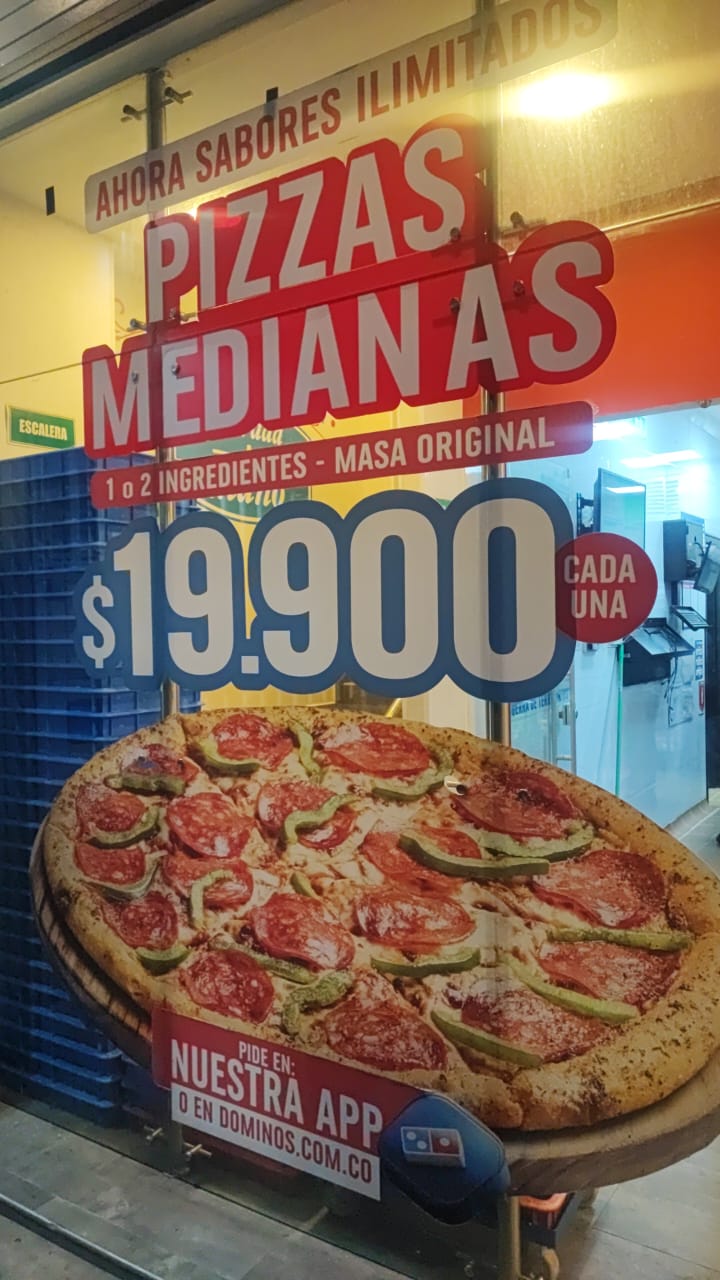 AHORA SABORES ILIMITADOS
PIZZAS
MEDIANAS
1 o 2 INGREDIENTES - MASA ORIGINAL
$19.900
CADA
UNA
ESCALERA
PIDE EN:
NUESTRA APP
O EN DOMINOS.COM.CO